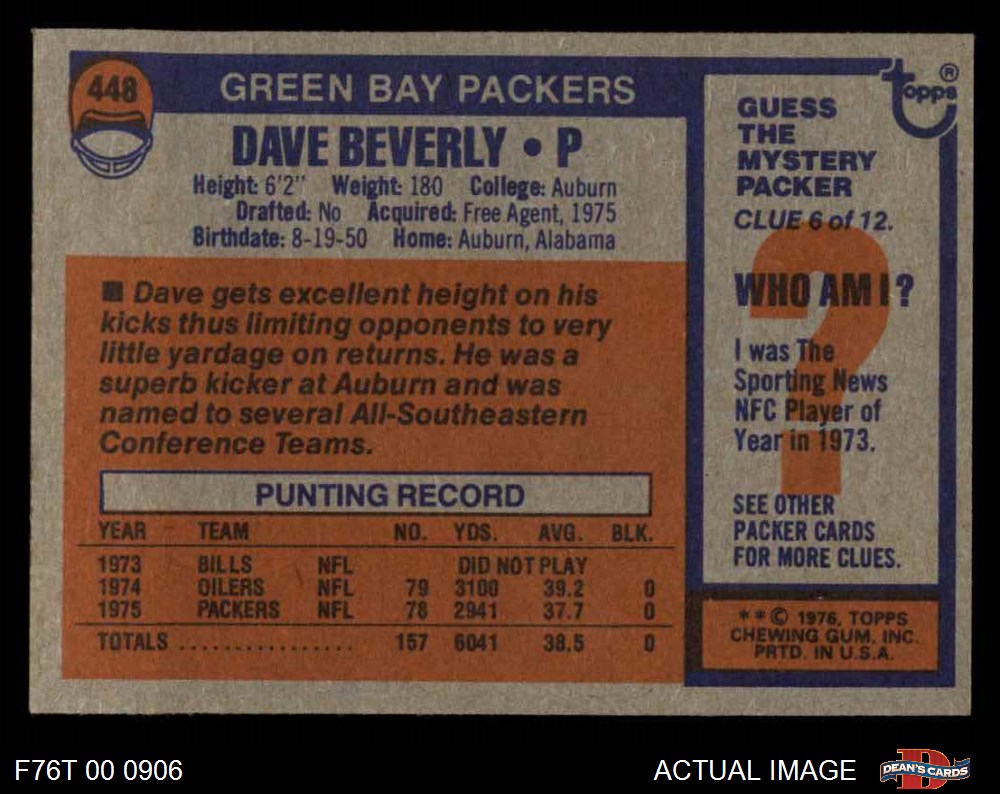 448
GREEN BAY PACKERS
DAVE BEVERLY • P
Height: 6'2" Weight: 180 College: Auburn
Drafted: No Acquired: Free Agent, 1975
Birthdate: 8-19-50 Home: Auburn, Alabama
■ Dave gets excellent height on his
kicks thus limiting opponents to very
little yardage on returns. He was a
superb kicker at Auburn and was
named to several All-Southeastern
Conference Teams.
PUNTING RECORD
YEAR TEAM NO. YDS. AVG. BLK.
1973 BILLS NFL DID NOT PLAY
1974 OILERS NFL 79 3100 39.2 0
1975 PACKERS NFL 78 2941 37.7 0
TOTALS ................ 157 6041 38.5 0
topps ®
GUESS
THE
MYSTERY
PACKER
CLUE 6 of 12.
?
WHO AM I?
I was The
Sporting News
NFC Player of
Year in 1973.
SEE OTHER
PACKER CARDS
FOR MORE CLUES.
**© 1976, TOPPS
CHEWING GUM, INC.
PRTD. IN U.S.A.
F76T 00 0906
ACTUAL IMAGE
D
DEAN'S CARDS